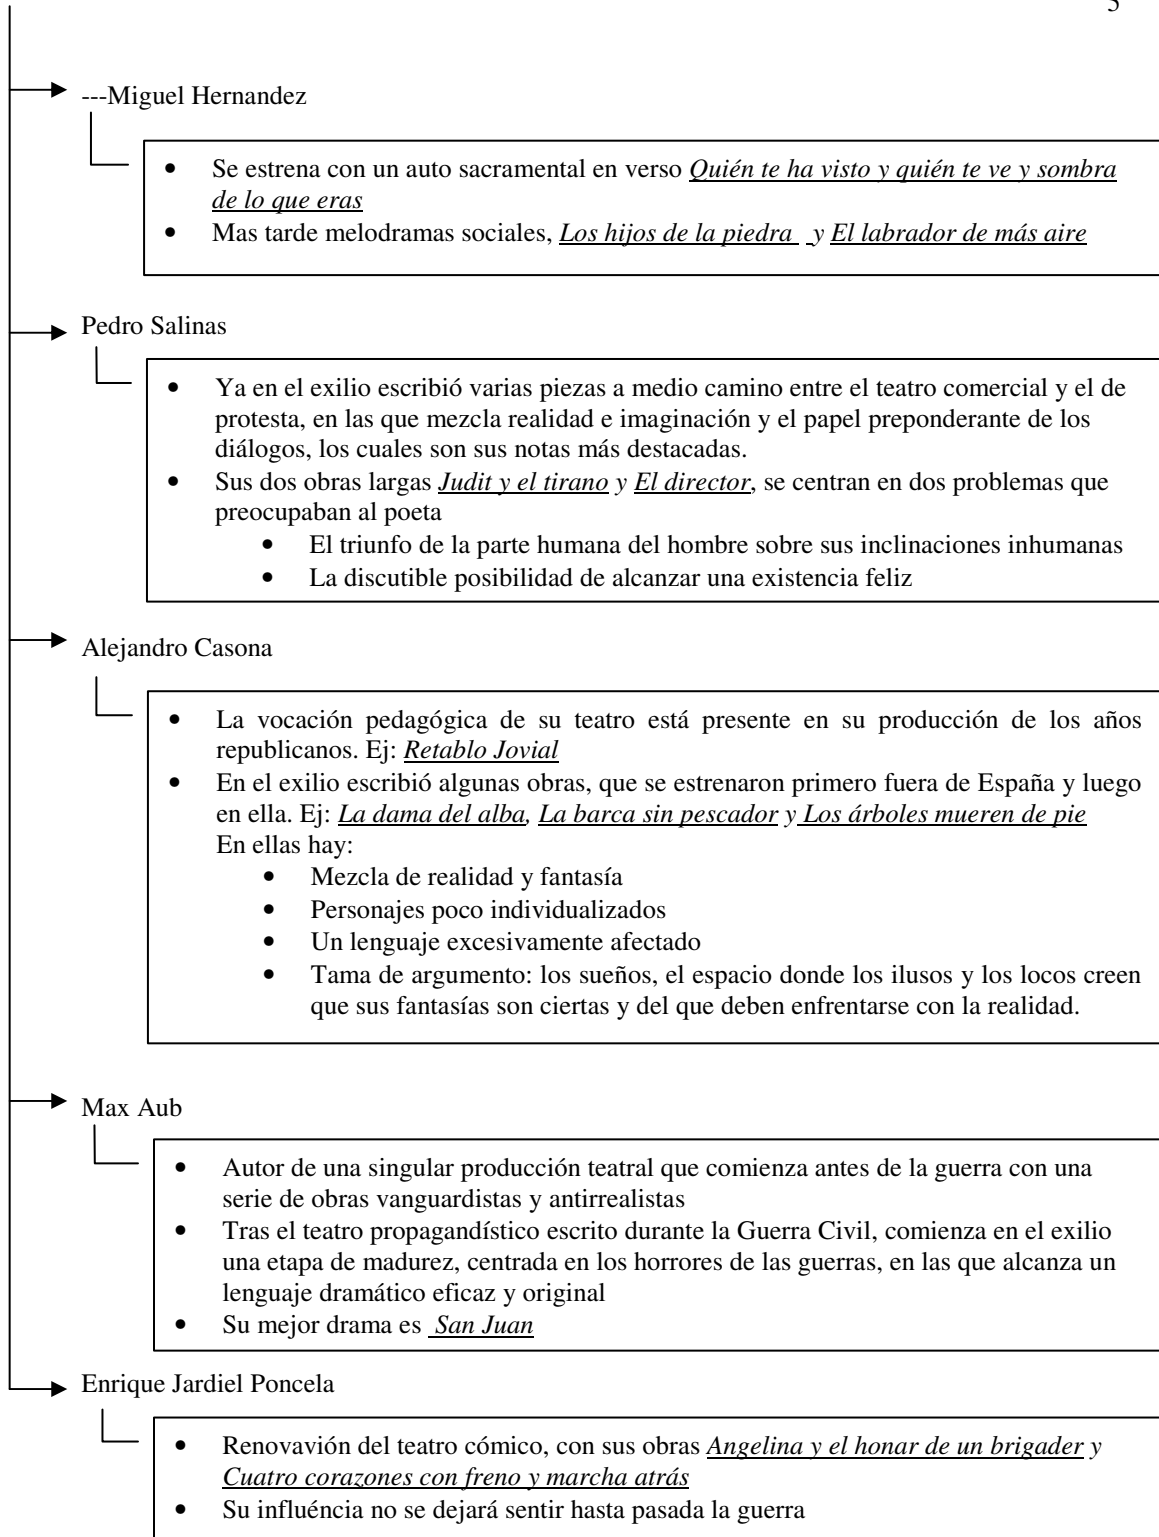 5
---Miguel Hernandez
• Se estrena con un auto sacramental en verso Quién te ha visto y quién te ve y sombra
de lo que eras
• Mas tarde melodramas sociales, Los hijos de la piedra y El labrador de más aire
Pedro Salinas
• Ya en el exilio escribió varias piezas a medio camino entre el teatro comercial y el de
protesta, en las que mezcla realidad e imaginación y el papel preponderante de los
diálogos, los cuales son sus notas más destacadas.
• Sus dos obras largas Judit y el tirano y El director, se centran en dos problemas que
preocupaban al poeta
• El triunfo de la parte humana del hombre sobre sus inclinaciones inhumanas
• La discutible posibilidad de alcanzar una existencia feliz
Alejandro Casona
• La vocación pedagógica de su teatro está presente en su producción de los años
republicanos. Ej: Retablo Jovial
• En el exilio escribió algunas obras, que se estrenaron primero fuera de España y luego
en ella. Ej: La dama del alba, La barca sin pescador y Los árboles mueren de pie
En ellas hay:
• Mezcla de realidad y fantasía
• Personajes poco individualizados
• Un lenguaje excesivamente afectado
• Tama de argumento: los sueños, el espacio donde los ilusos y los locos creen
que sus fantasías son ciertas y del que deben enfrentarse con la realidad.
Max Aub
• Autor de una singular producción teatral que comienza antes de la guerra con una
serie de obras vanguardistas y antirrealistas
• Tras el teatro propagandístico escrito durante la Guerra Civil, comienza en el exilio
una etapa de madurez, centrada en los horrores de las guerras, en las que alcanza un
lenguaje dramático eficaz y original
• Su mejor drama es San Juan
Enrique Jardiel Poncela
• Renovavión del teatro cómico, con sus obras Angelina y el honar de un brigader y
Cuatro corazones con freno y marcha atrás
• Su influéncia no se dejará sentir hasta pasada la guerra